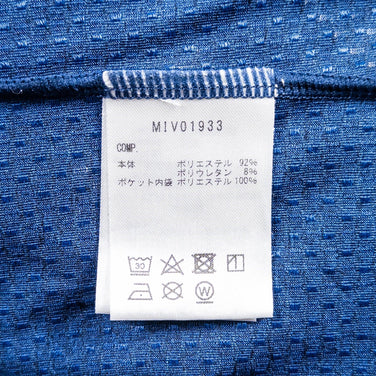 MIV01933
COMP.
本体 ポリエステル 92%
ポリウレタン 8%
ポケット内袋 ポリエステル 100%
30
W